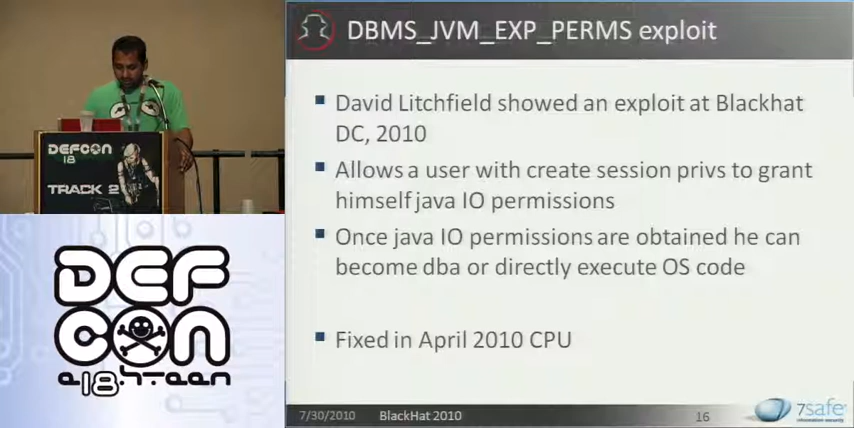 DBMS_JVM_EXP_PERMS exploit
David Litchfield showed an exploit at Blackhat
DC, 2010
Allows a user with create session privs to grant
himself java IO permissions
Once java IO permissions are obtained he can
become dba or directly execute OS code
Fixed in April 2010 CPU
7/30/2010 BlackHat 2010 16
7safe
information security
DEFCON
18
TRACK 2
DEF
CON
e18hteen